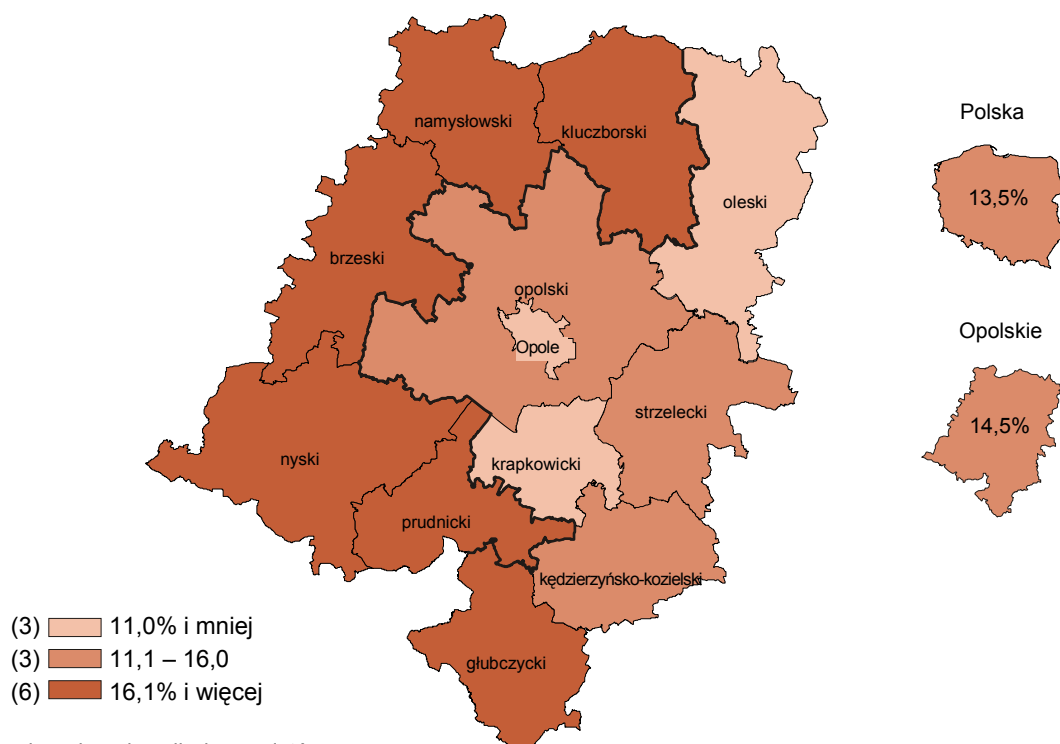 namysłowski
kluczborski
oleski
brzeski
opolski
Opole
strzelecki
nyski
krapkowicki
prudnicki
kędzierzyńsko-kozielski
głubczycki
Polska
13,5%
Opolskie
14,5%
(3) 11,0% i mniej
(3) 11,1 – 16,0
(6) 16,1% i więcej